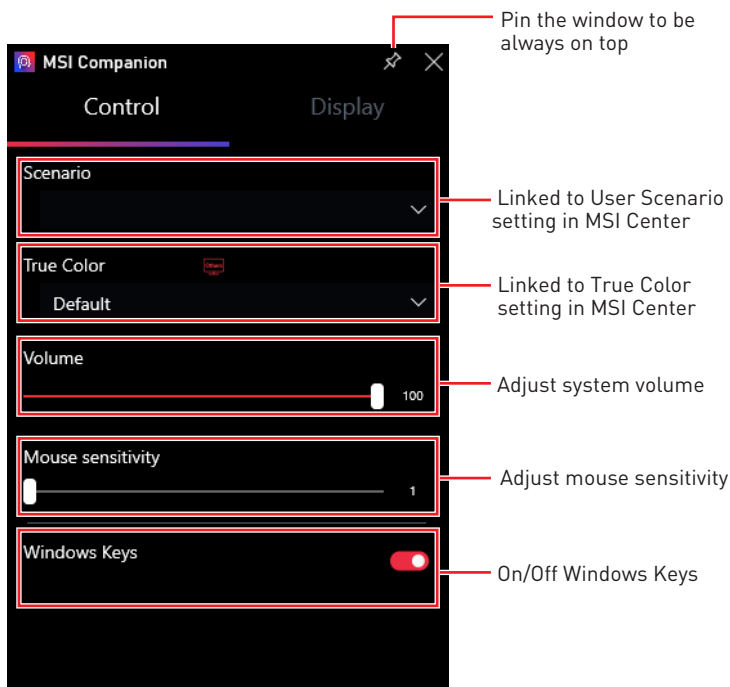 Pin the window to be
always on top
MSI Companion
Control
Display
Scenario
Linked to User Scenario
setting in MSI Center
True Color
Default
Linked to True Color
setting in MSI Center
Volume
100
Adjust system volume
Mouse sensitivity
1
Adjust mouse sensitivity
Windows Keys
On/Off Windows Keys